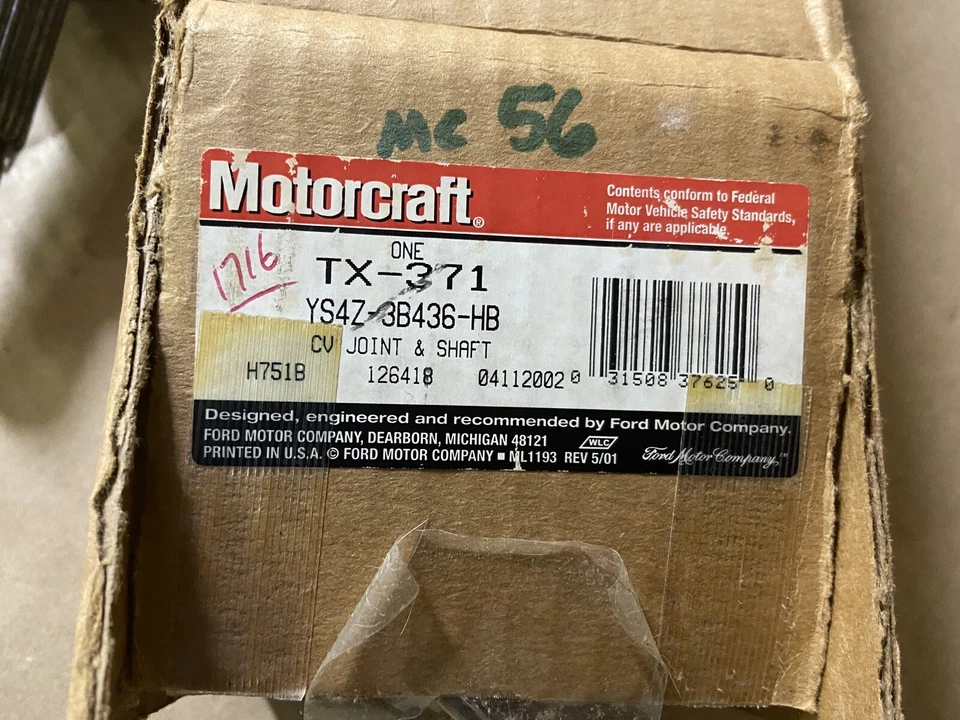 MC 56
Motorcraft®
Contents conform to Federal
Motor Vehicle Safety Standards,
if any are applicable.
1716
ONE
TX-371
YS4Z-3B436-HB
CV JOINT & SHAFT
H751B 126418 04112002
0 31508 37625 0
Designed, engineered and recommended by Ford Motor Company.
FORD MOTOR COMPANY, DEARBORN, MICHIGAN 48121
PRINTED IN U.S.A. © FORD MOTOR COMPANY ■ ML1193 REV 5/01
WLC
Ford Motor Company,™